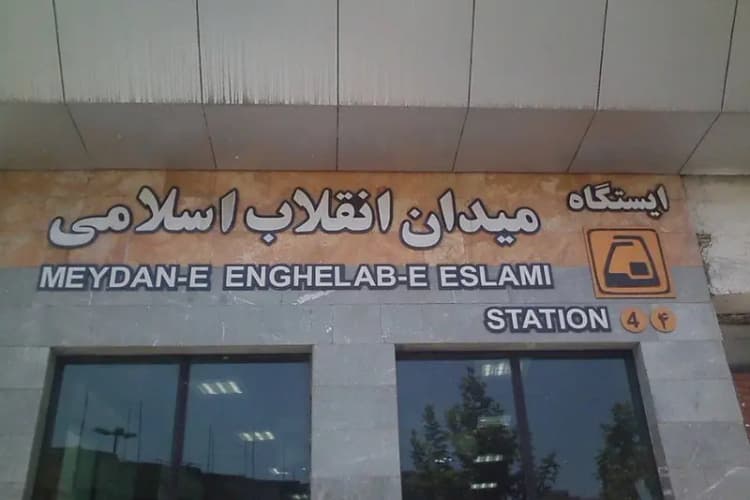 ایستگاه میدان انقلاب اسلامی
MEYDAN-E ENGHELAB-E ESLAMI
STATION 4 ۴